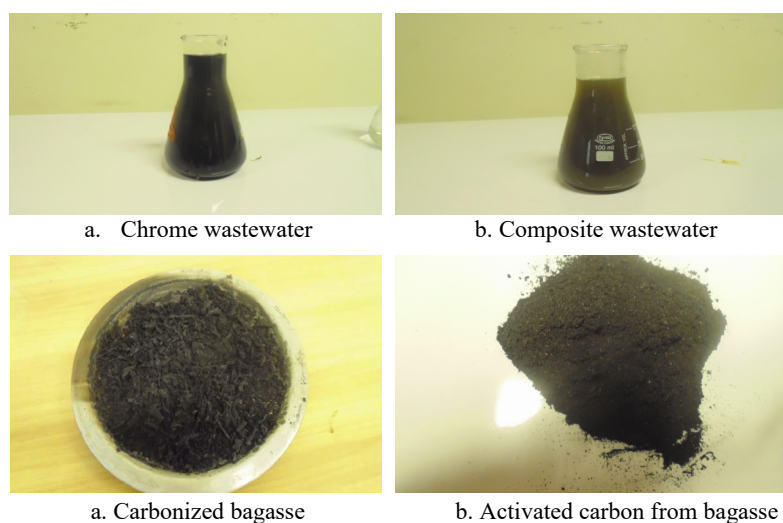 100 ml
a. Chrome wastewater
b. Composite wastewater
a. Carbonized bagasse
b. Activated carbon from bagasse